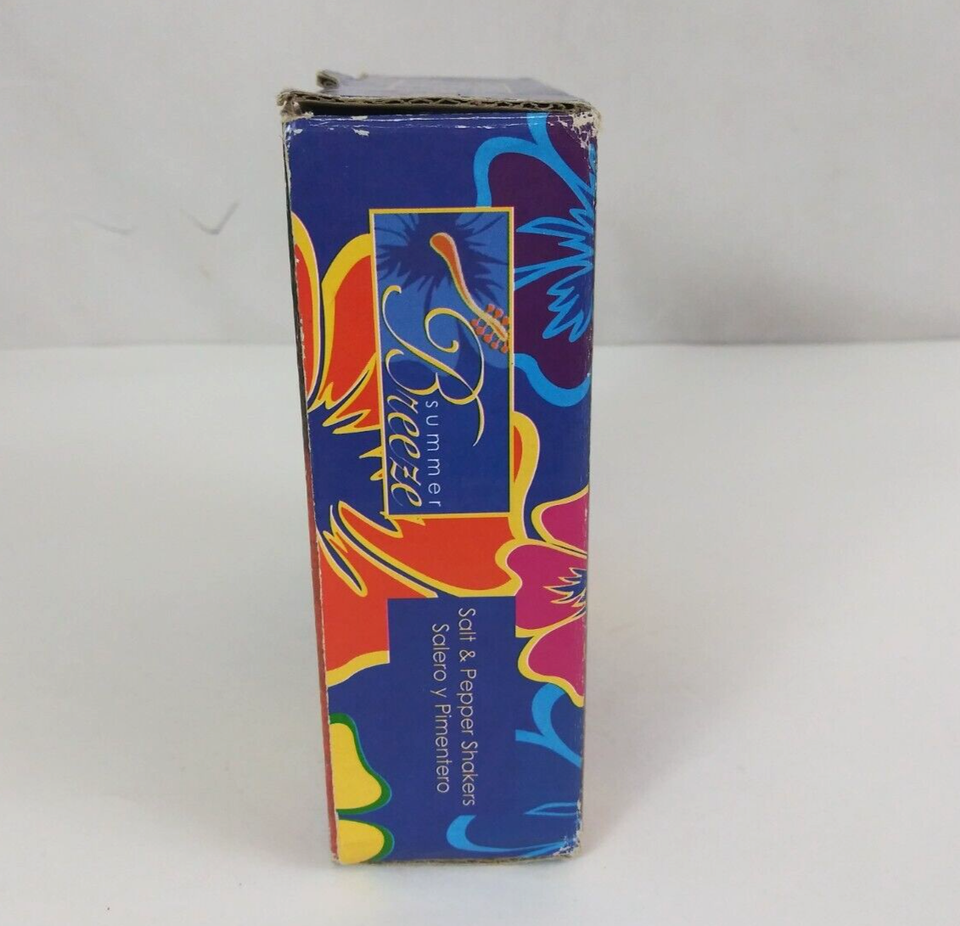 summer
Breeze
Salt & Pepper Shakers
Salero y Pimentero